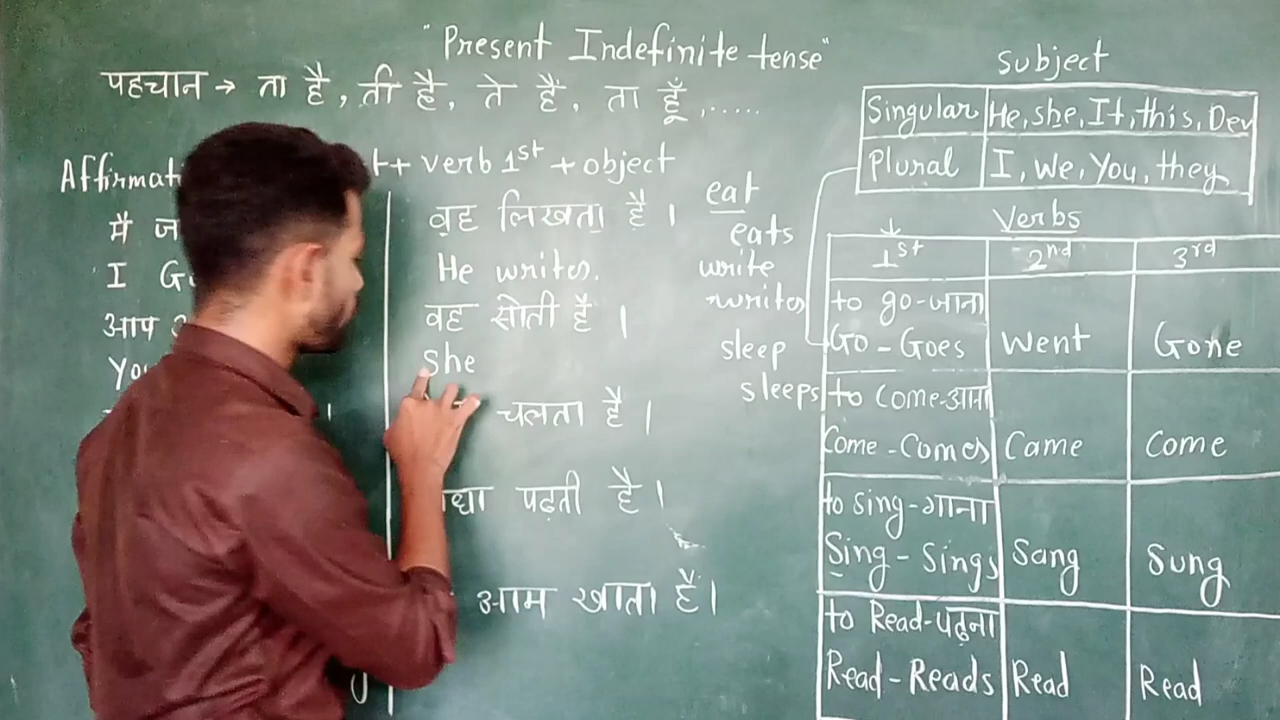 "Present Indefinite tense"
पहचान → ता है, ती है, ते हैं, ता हूँ, .....
+ verb 1st + object
मैं
I
वह लिखता है।
He writes.
आप
वह सोती है।
She
चलता है।
पढ़ती है।
आम खाता है।
eat
eats
write
writes
sleep
sleeps
Subject
Singular He, she, It, this, Dev
Plural I, We, You, they
Verbs
1st 2nd 3rd
to go-जाना
Go - Goes Went Gone
to Come-आना
Come - Comes Came Come
to sing-गाना
Sing - Sings Sang Sung
to Read-पढ़ना
Read - Reads Read Read